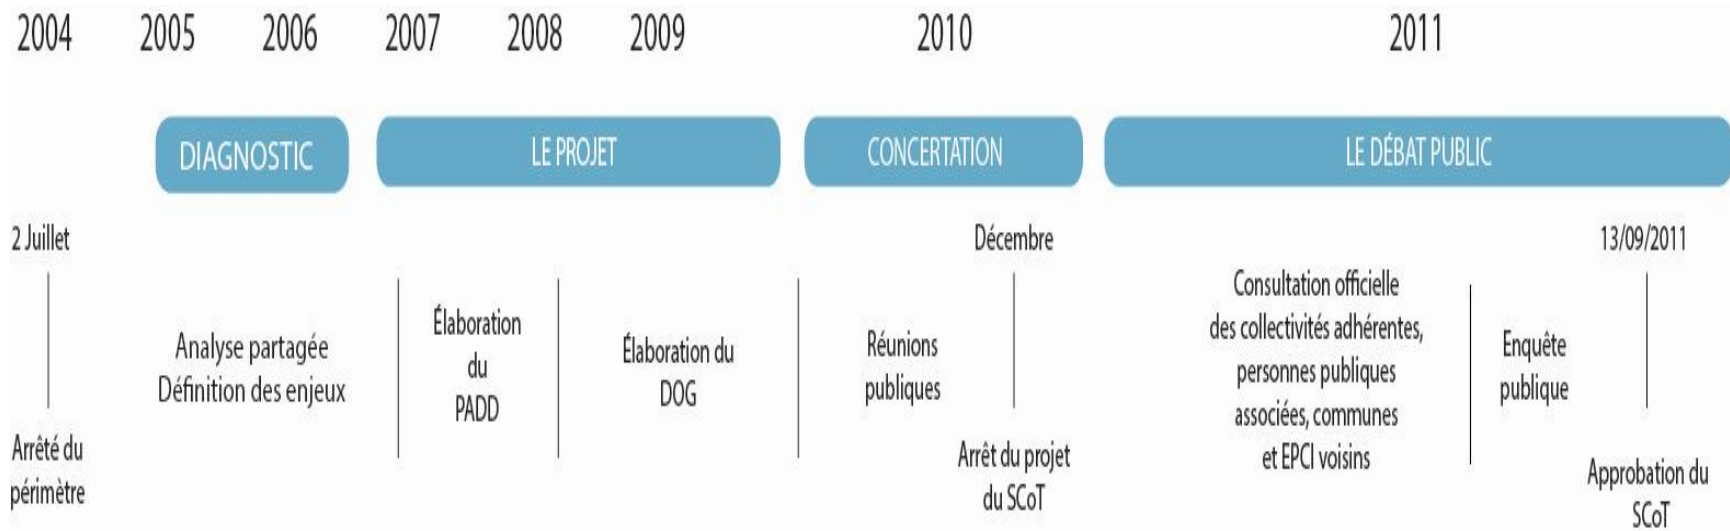 2004 2005 2006 2007 2008 2009 2010 2011
DIAGNOSTIC LE PROJET CONCERTATION LE DÉBAT PUBLIC
2 Juillet
Arrêté du
périmètre
Analyse partagée
Définition des enjeux
Élaboration
du
PADD
Élaboration du
DOG
Réunions
publiques
Décembre
Arrêt du projet
du SCoT
Consultation officielle
des collectivités adhérentes,
personnes publiques
associées, communes
et EPCI voisins
Enquête
publique
13/09/2011
Approbation du
SCoT